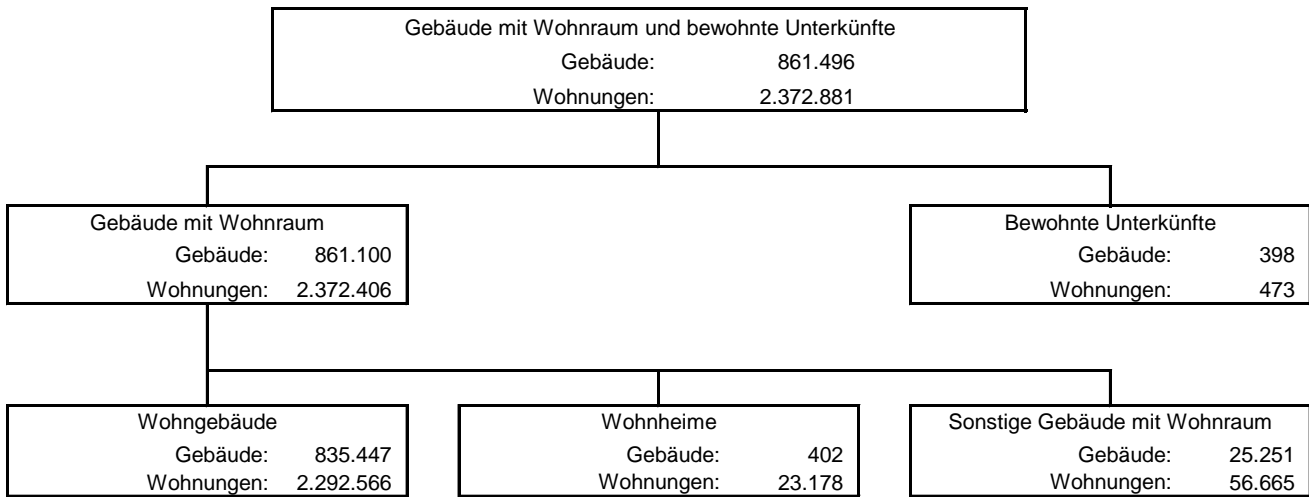 Gebäude mit Wohnraum und bewohnte Unterkünfte
Gebäude: 861.496
Wohnungen: 2.372.881
Gebäude mit Wohnraum
Gebäude: 861.100
Wohnungen: 2.372.406
Bewohnte Unterkünfte
Gebäude: 398
Wohnungen: 473
Wohngebäude
Gebäude: 835.447
Wohnungen: 2.292.566
Wohnheime
Gebäude: 402
Wohnungen: 23.178
Sonstige Gebäude mit Wohnraum
Gebäude: 25.251
Wohnungen: 56.665